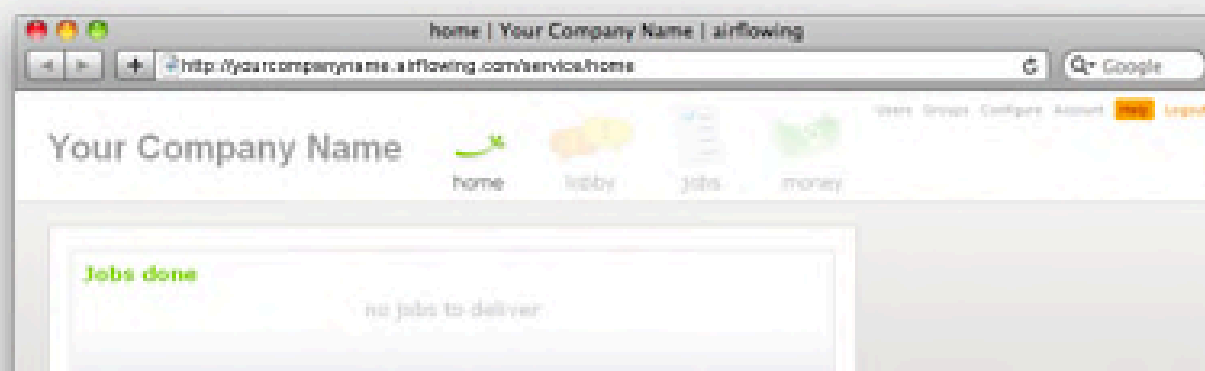 home | Your Company Name | airflowing
http://yourcompanyname.airflowing.com/service/home
Google
Users Groups Configure Account Help Logout
Your Company Name
home lobby jobs money
Jobs done
no jobs to deliver